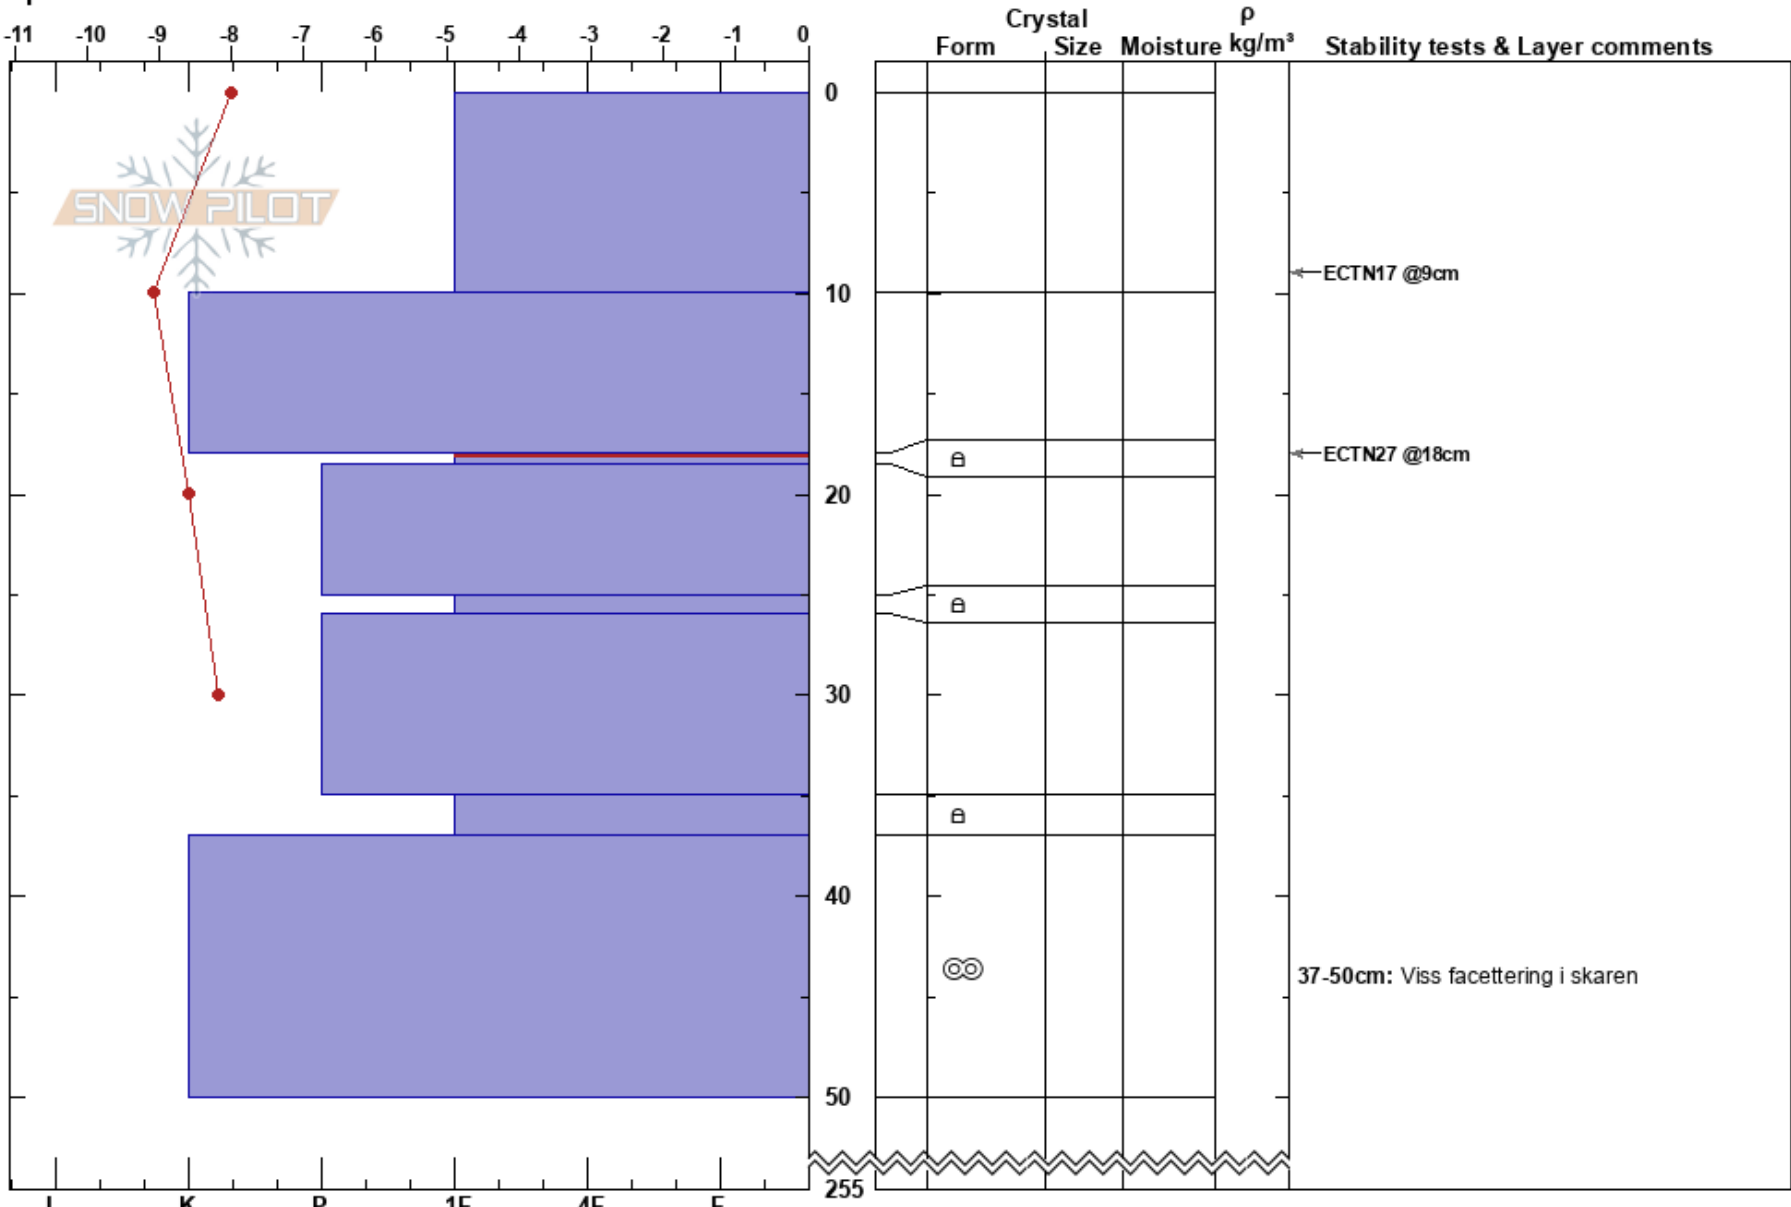 Crystal ρ
-11 -10 -9 -8 -7 -6 -5 -4 -3 -2 -1 0 Form Size Moisture kg/m³ Stability tests & Layer comments
0
SNOW PILOT
ECTN17 @9cm
10
ECTN27 @18cm
20
30
40
37-50cm: Viss facettering i skaren
50
255
I K P 1F 4F F